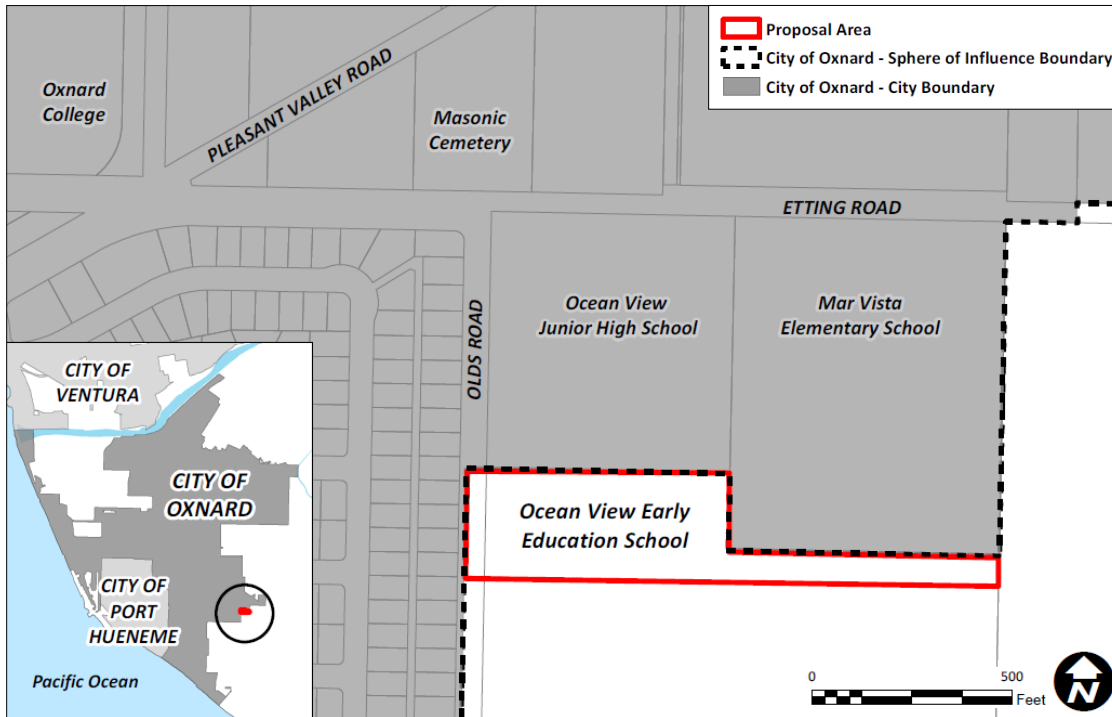 Proposal Area
City of Oxnard - Sphere of Influence Boundary
City of Oxnard - City Boundary
Oxnard
College
PLEASANT VALLEY ROAD
Masonic
Cemetery
ETTING ROAD
OLDS ROAD
Ocean View
Junior High School
Mar Vista
Elementary School
Ocean View Early
Education School
CITY OF
VENTURA
CITY OF
OXNARD
CITY OF
PORT
HUENEME
Pacific Ocean
0
500
Feet
N